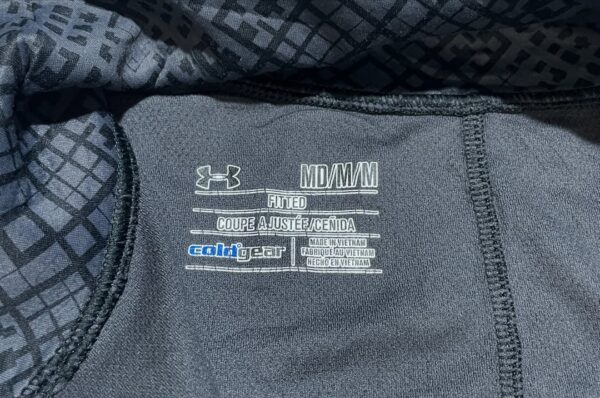 MD/M/M
FITTED
COUPE AJUSTÉE/CEÑIDA
coldgear
MADE IN VIETNAM
FABRIQUÉ AU VIETNAM
HECHO EN VIETNAM